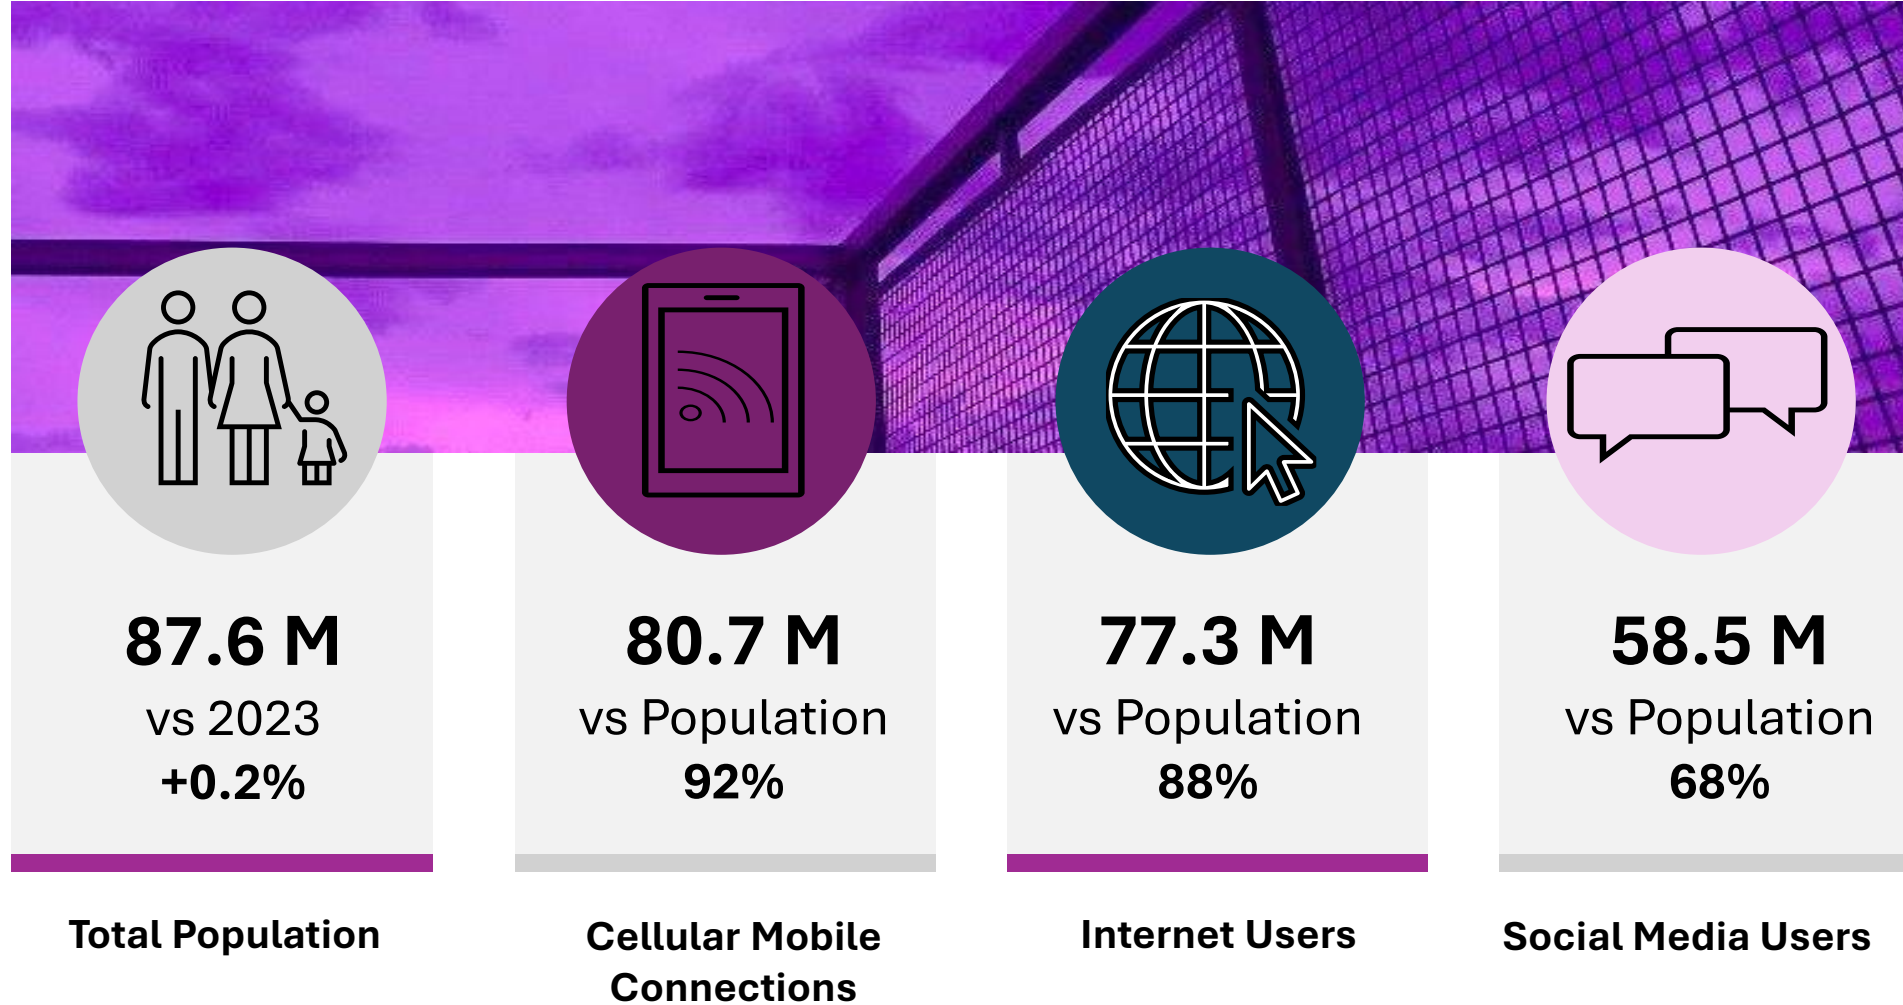 87.6 M
vs 2023
+0.2%
Total Population
80.7 M
vs Population
92%
Cellular Mobile
Connections
77.3 M
vs Population
88%
Internet Users
58.5 M
vs Population
68%
Social Media Users